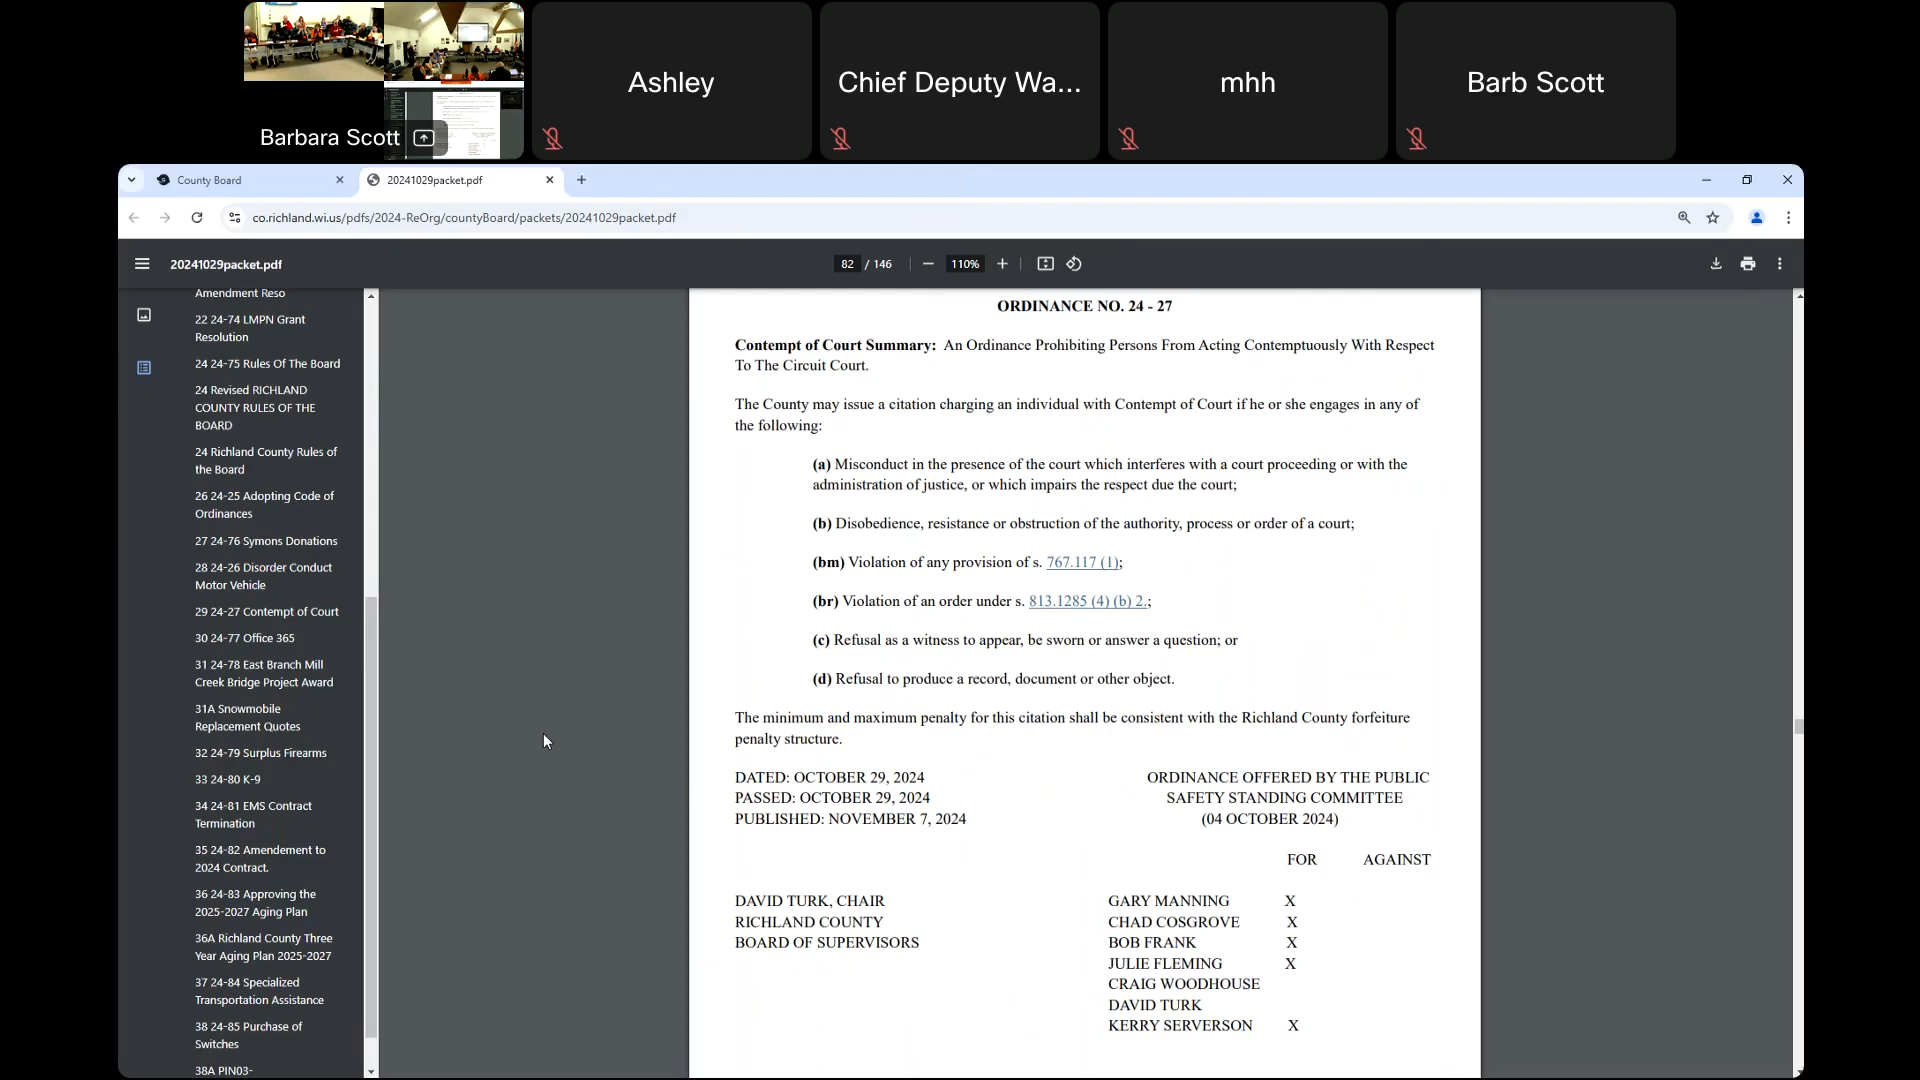 Barbara Scott
Ashley
Chief Deputy Wa...
mhh
Barb Scott
County Board
20241029packet.pdf
co.richland.wi.us/pdfs/2024-ReOrg/countyBoard/packets/20241029packet.pdf
20241029packet.pdf
82 / 146
110%
Amendment Reso
22 24-74 LMPN Grant
Resolution
24 24-75 Rules Of The Board
24 Revised RICHLAND
COUNTY RULES OF THE
BOARD
24 Richland County Rules of
the Board
26 24-25 Adopting Code of
Ordinances
27 24-76 Symons Donations
28 24-26 Disorder Conduct
Motor Vehicle
29 24-27 Contempt of Court
30 24-77 Office 365
31 24-78 East Branch Mill
Creek Bridge Project Award
31A Snowmobile
Replacement Quotes
32 24-79 Surplus Firearms
33 24-80 K-9
34 24-81 EMS Contract
Termination
35 24-82 Amendement to
2024 Contract.
36 24-83 Approving the
2025-2027 Aging Plan
36A Richland County Three
Year Aging Plan 2025-2027
37 24-84 Specialized
Transportation Assistance
38 24-85 Purchase of
Switches
38A PIN03-
ORDINANCE NO. 24 - 27
Contempt of Court Summary: An Ordinance Prohibiting Persons From Acting Contemptuously With Respect
To The Circuit Court.
The County may issue a citation charging an individual with Contempt of Court if he or she engages in any of
the following:
(a) Misconduct in the presence of the court which interferes with a court proceeding or with the
administration of justice, or which impairs the respect due the court;
(b) Disobedience, resistance or obstruction of the authority, process or order of a court;
(bm) Violation of any provision of s. 767.117 (1);
(br) Violation of an order under s. 813.1285 (4) (b) 2.;
(c) Refusal as a witness to appear, be sworn or answer a question; or
(d) Refusal to produce a record, document or other object.
The minimum and maximum penalty for this citation shall be consistent with the Richland County forfeiture
penalty structure.
DATED: OCTOBER 29, 2024
PASSED: OCTOBER 29, 2024
PUBLISHED: NOVEMBER 7, 2024
ORDINANCE OFFERED BY THE PUBLIC
SAFETY STANDING COMMITTEE
(04 OCTOBER 2024)
FOR AGAINST
DAVID TURK, CHAIR
RICHLAND COUNTY
BOARD OF SUPERVISORS
GARY MANNING X
CHAD COSGROVE X
BOB FRANK X
JULIE FLEMING X
CRAIG WOODHOUSE
DAVID TURK
KERRY SERVERSON X